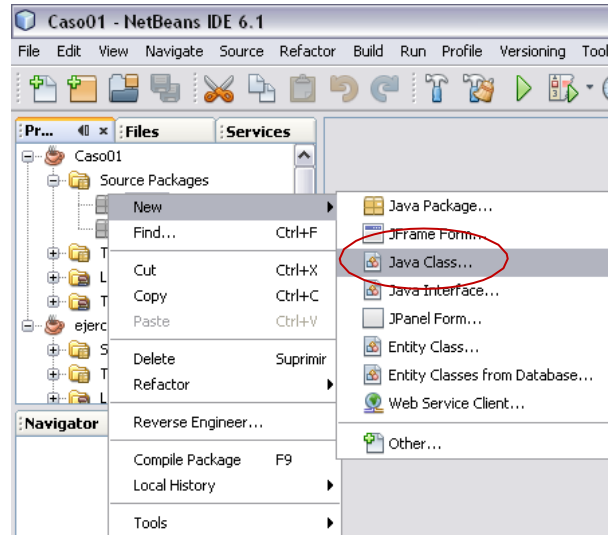 Caso01 - NetBeans IDE 6.1
File Edit View Navigate Source Refactor Build Run Profile Versioning Tool
Pr... Files Services
Caso01
Source Packages
T
L
T
ejerc
S
T
L
Navigator
New
Find... Ctrl+F
Cut Ctrl+X
Copy Ctrl+C
Paste Ctrl+V
Delete Suprimir
Refactor
Reverse Engineer...
Compile Package F9
Local History
Tools
Java Package...
JFrame Form...
Java Class...
Java Interface...
JPanel Form...
Entity Class...
Entity Classes from Database...
Web Service Client...
Other...